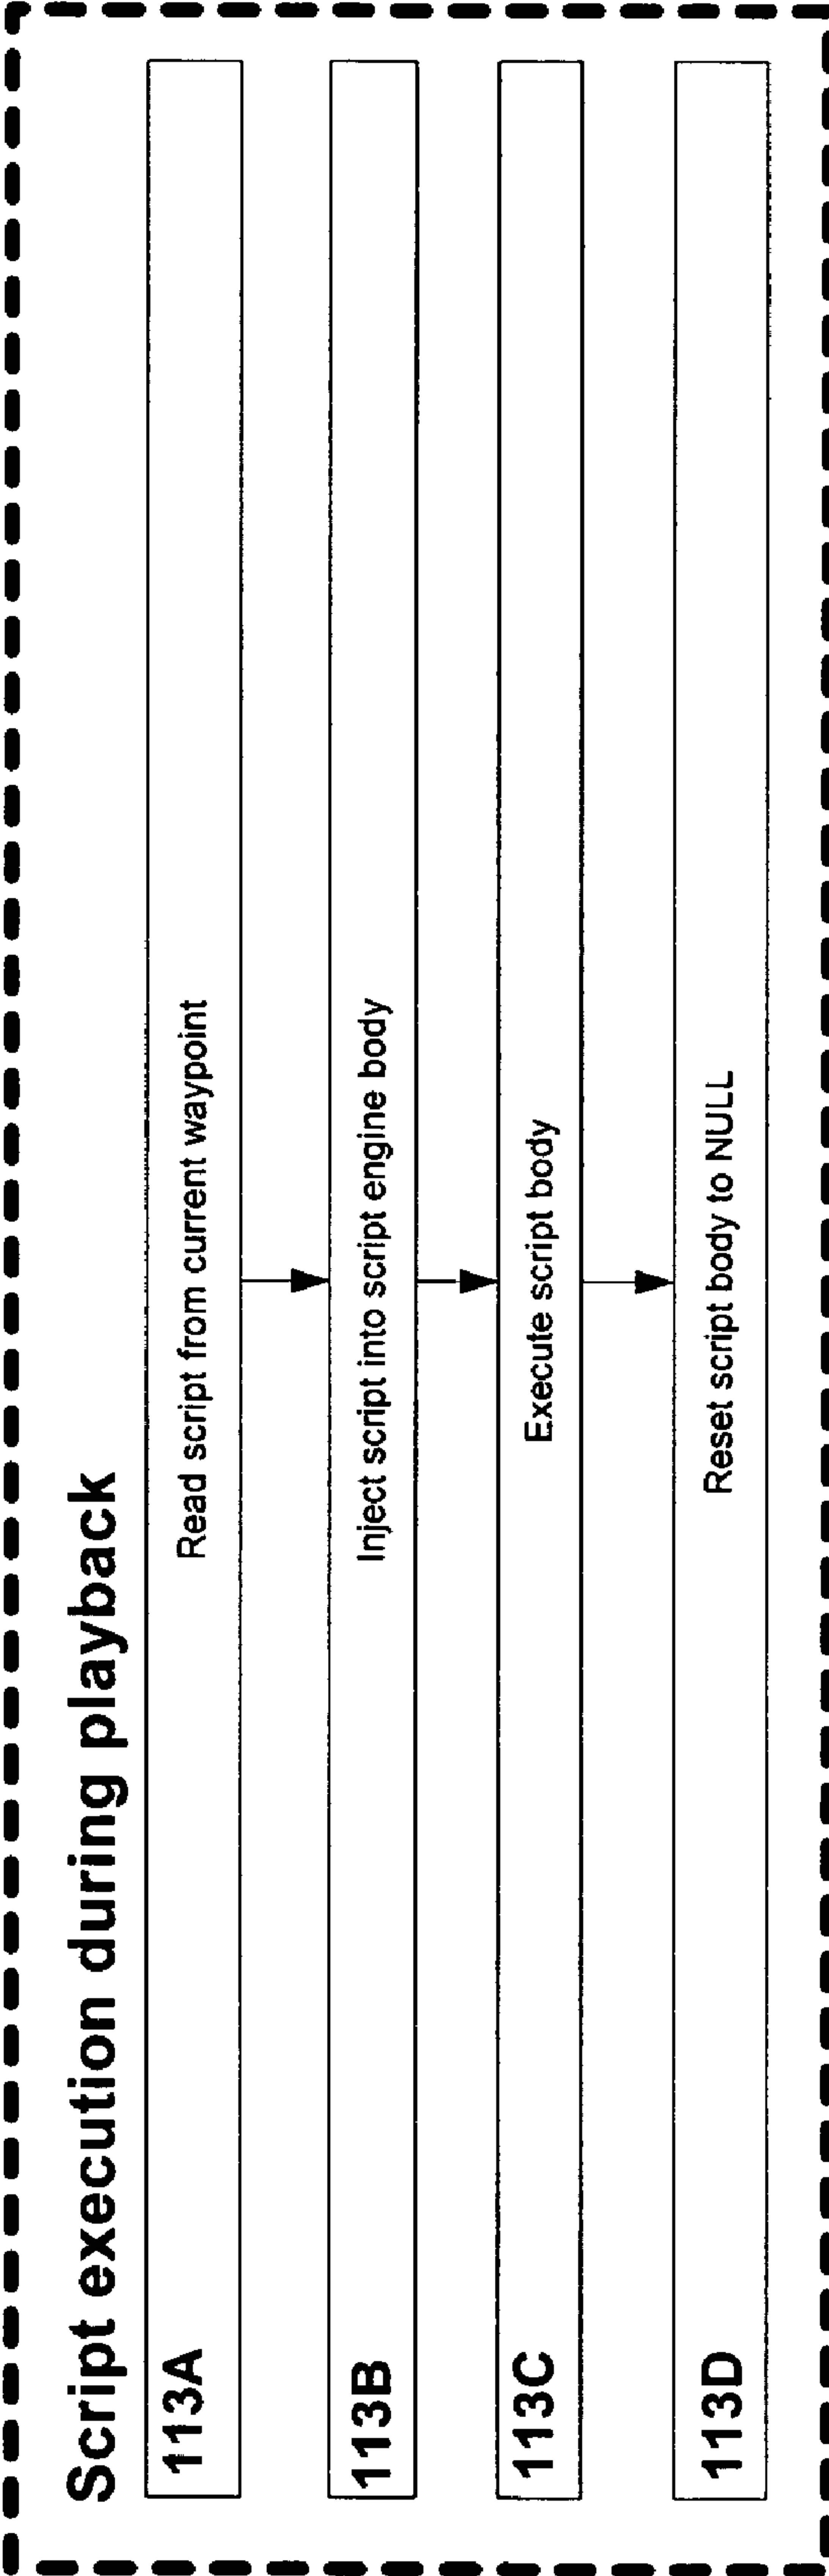 Script execution during playback
113A
Read script from current waypoint
113B
Inject script into script engine body
113C
Execute script body
113D
Reset script body to NULL